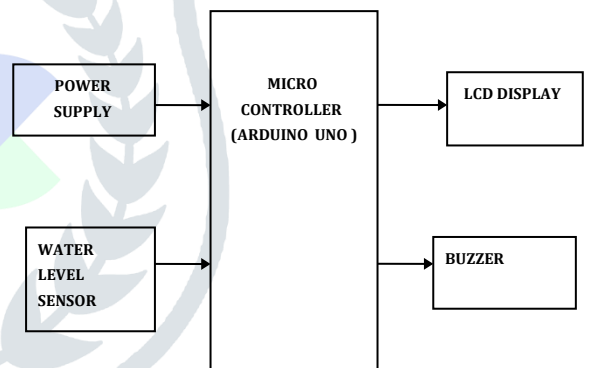 POWER
SUPPLY
MICRO
CONTROLLER
(ARDUINO UNO )
LCD DISPLAY
WATER
LEVEL
SENSOR
BUZZER